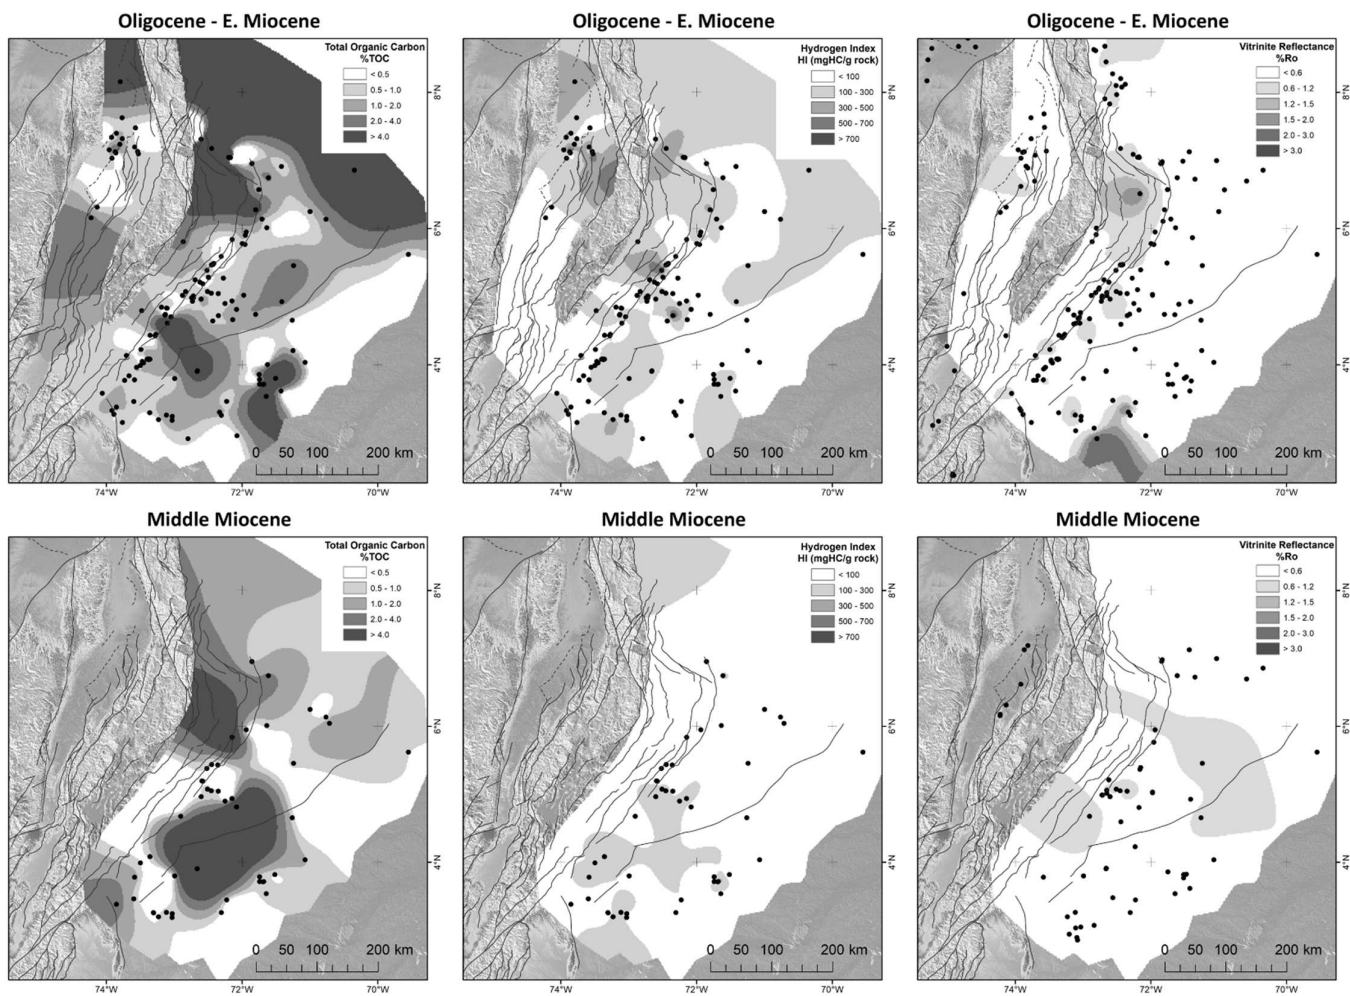 Oligocene - E. Miocene
Total Organic Carbon
%TOC
< 0.5
0.5 - 1.0
1.0 - 2.0
2.0 - 4.0
> 4.0
8°N
6°N
4°N
0 50 100 200 km
74°W 72°W 70°W
Oligocene - E. Miocene
Hydrogen Index
HI (mgHC/g rock)
< 100
100 - 300
300 - 500
500 - 700
> 700
8°N
6°N
4°N
0 50 100 200 km
74°W 72°W 70°W
Oligocene - E. Miocene
Vitrinite Reflectance
%Ro
< 0.6
0.6 - 1.2
1.2 - 1.5
1.5 - 2.0
2.0 - 3.0
> 3.0
8°N
6°N
4°N
0 50 100 200 km
74°W 72°W 70°W
Middle Miocene
Total Organic Carbon
%TOC
< 0.5
0.5 - 1.0
1.0 - 2.0
2.0 - 4.0
> 4.0
8°N
6°N
4°N
0 50 100 200 km
74°W 72°W 70°W
Middle Miocene
Hydrogen Index
HI (mgHC/g rock)
< 100
100 - 300
300 - 500
500 - 700
> 700
8°N
6°N
4°N
0 50 100 200 km
74°W 72°W 70°W
Middle Miocene
Vitrinite Reflectance
%Ro
< 0.6
0.6 - 1.2
1.2 - 1.5
1.5 - 2.0
2.0 - 3.0
> 3.0
8°N
6°N
4°N
0 50 100 200 km
74°W 72°W 70°W